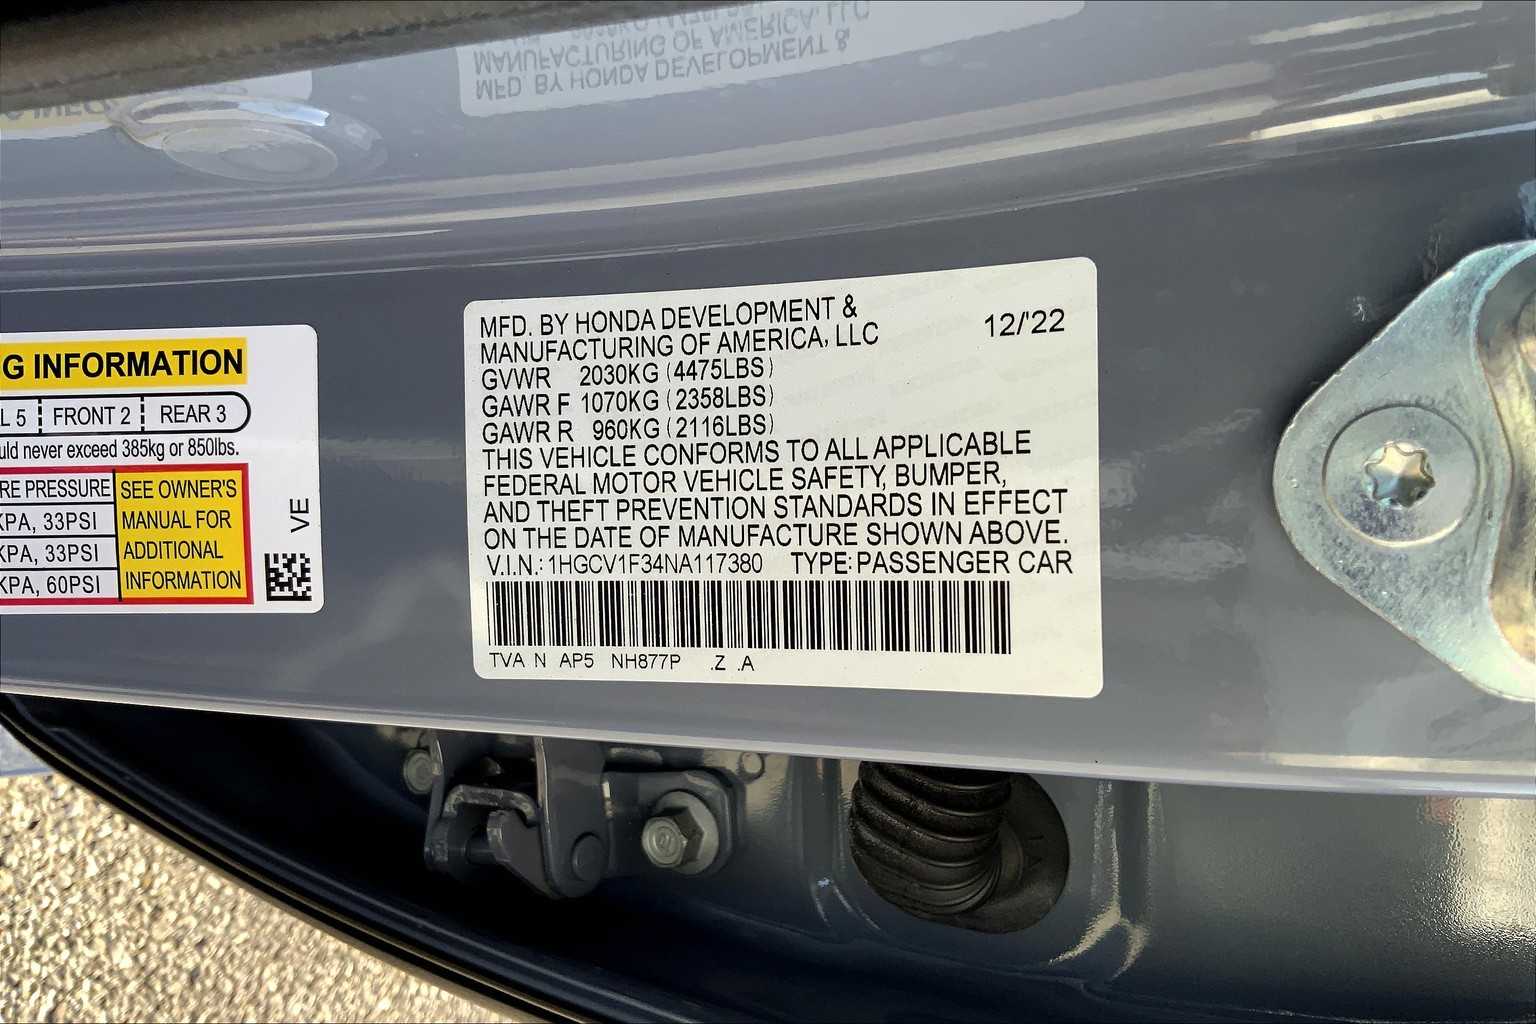 MFD. BY HONDA DEVELOPMENT &
MANUFACTURING OF AMERICA, LLC
12/'22
GVWR 2030KG (4475LBS)
GAWR F 1070KG (2358LBS)
GAWR R 960KG (2116LBS)
THIS VEHICLE CONFORMS TO ALL APPLICABLE
FEDERAL MOTOR VEHICLE SAFETY, BUMPER,
AND THEFT PREVENTION STANDARDS IN EFFECT
ON THE DATE OF MANUFACTURE SHOWN ABOVE.
V.I.N.: 1HGCV1F34NA117380 TYPE: PASSENGER CAR
TVA N AP5 NH877P .Z .A
G INFORMATION
L 5 FRONT 2 REAR 3
uld never exceed 385kg or 850lbs.
RE PRESSURE
KPA, 33PSI
KPA, 33PSI
KPA, 60PSI
SEE OWNER'S
MANUAL FOR
ADDITIONAL
INFORMATION
VE
MANUFACTURING OF AMERICA, LLC
MFD. BY HONDA DEVELOPMENT &